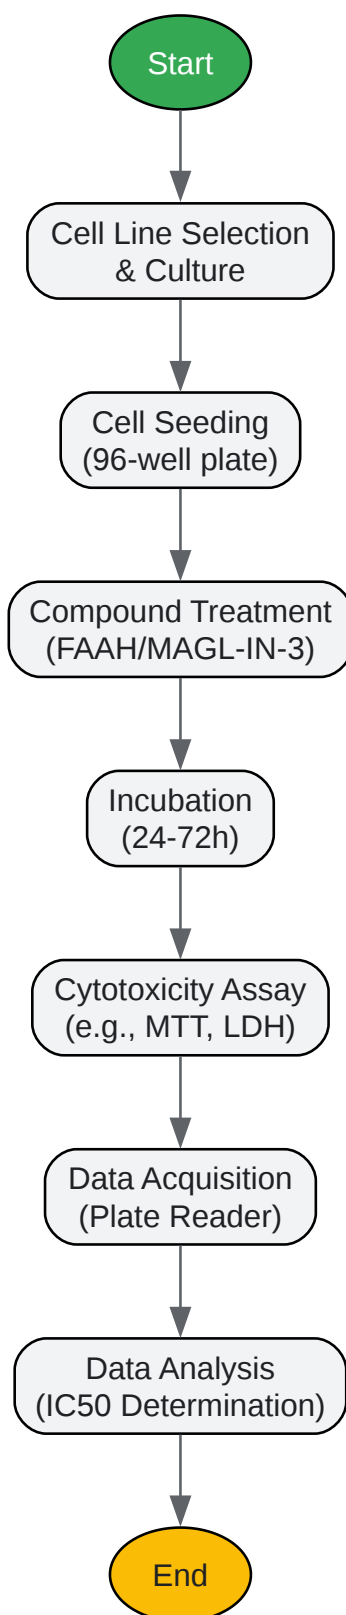 Start
Cell Line Selection
& Culture
Cell Seeding
(96-well plate)
Compound Treatment
(FAAH/MAGL-IN-3)
Incubation
(24-72h)
Cytotoxicity Assay
(e.g., MTT, LDH)
Data Acquisition
(Plate Reader)
Data Analysis
(IC50 Determination)
End